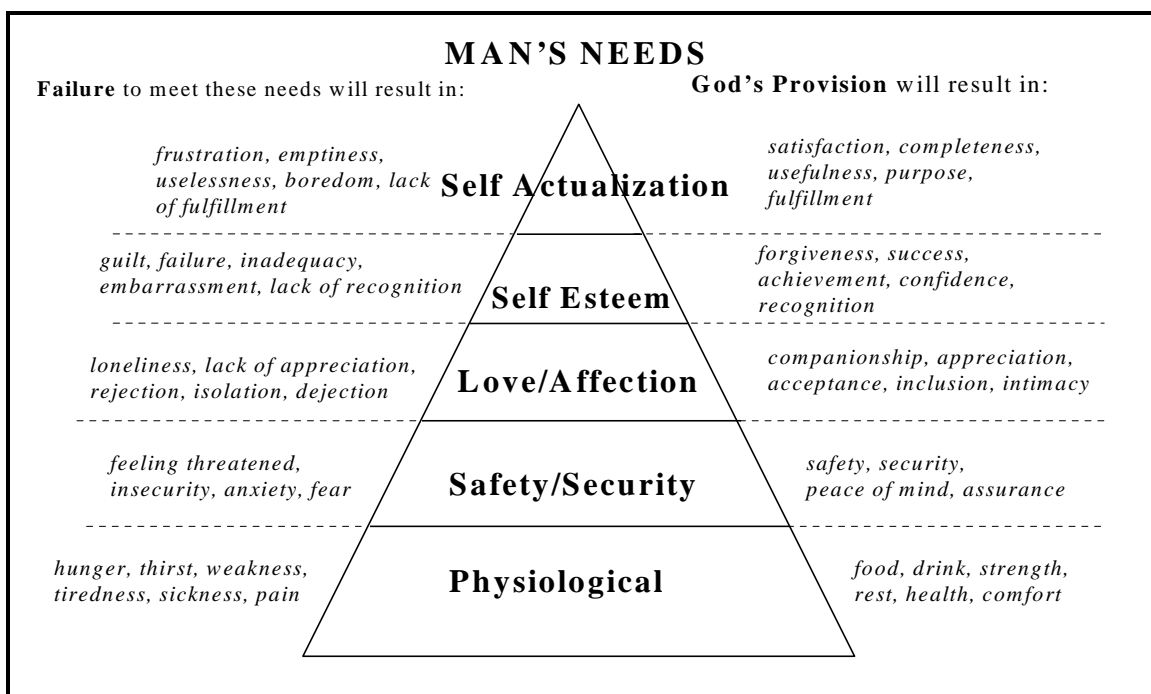 MAN'S NEEDS
Failure to meet these needs will result in:
God's Provision will result in:
frustration, emptiness,
uselessness, boredom, lack
of fulfillment
Self Actualization
satisfaction, completeness,
usefulness, purpose,
fulfillment
guilt, failure, inadequacy,
embarrassment, lack of recognition
Self Esteem
forgiveness, success,
achievement, confidence,
recognition
loneliness, lack of appreciation,
rejection, isolation, dejection
Love/Affection
companionship, appreciation,
acceptance, inclusion, intimacy
feeling threatened,
insecurity, anxiety, fear
Safety/Security
safety, security,
peace of mind, assurance
hunger, thirst, weakness,
tiredness, sickness, pain
Physiological
food, drink, strength,
rest, health, comfort